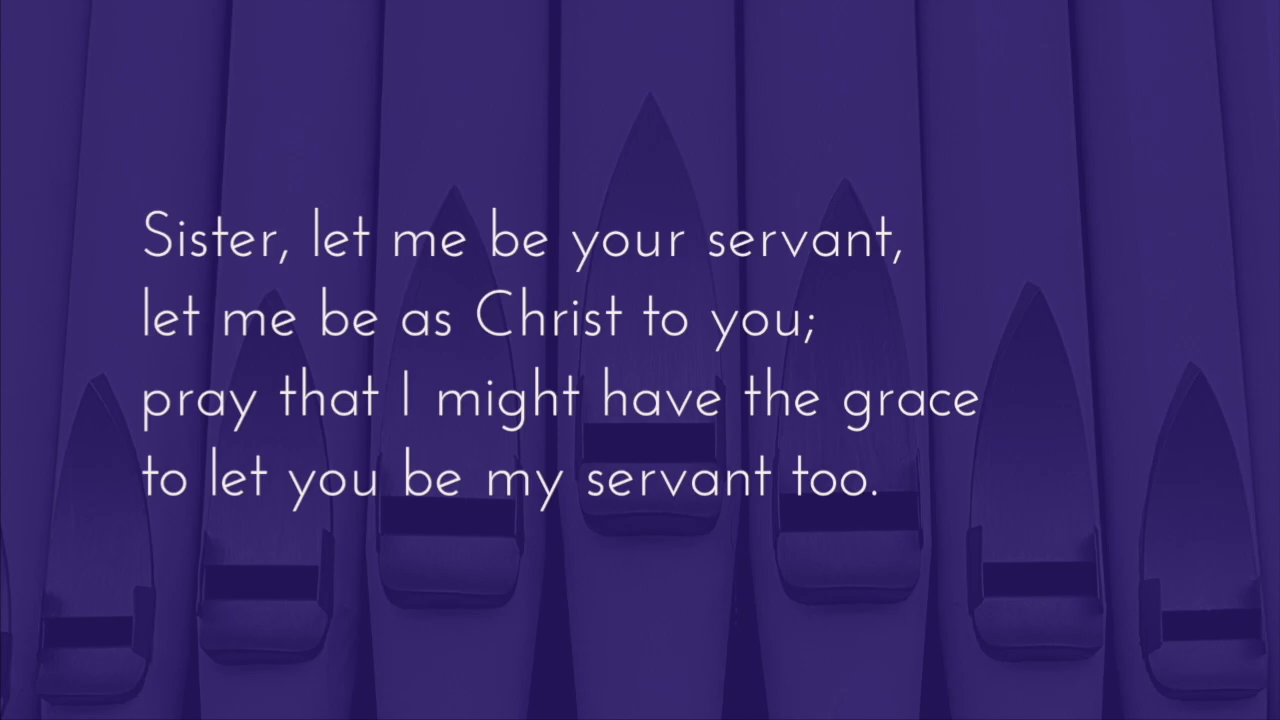 Sister, let me be your servant,
let me be as Christ to you;
pray that I might have the grace
to let you be my servant too.